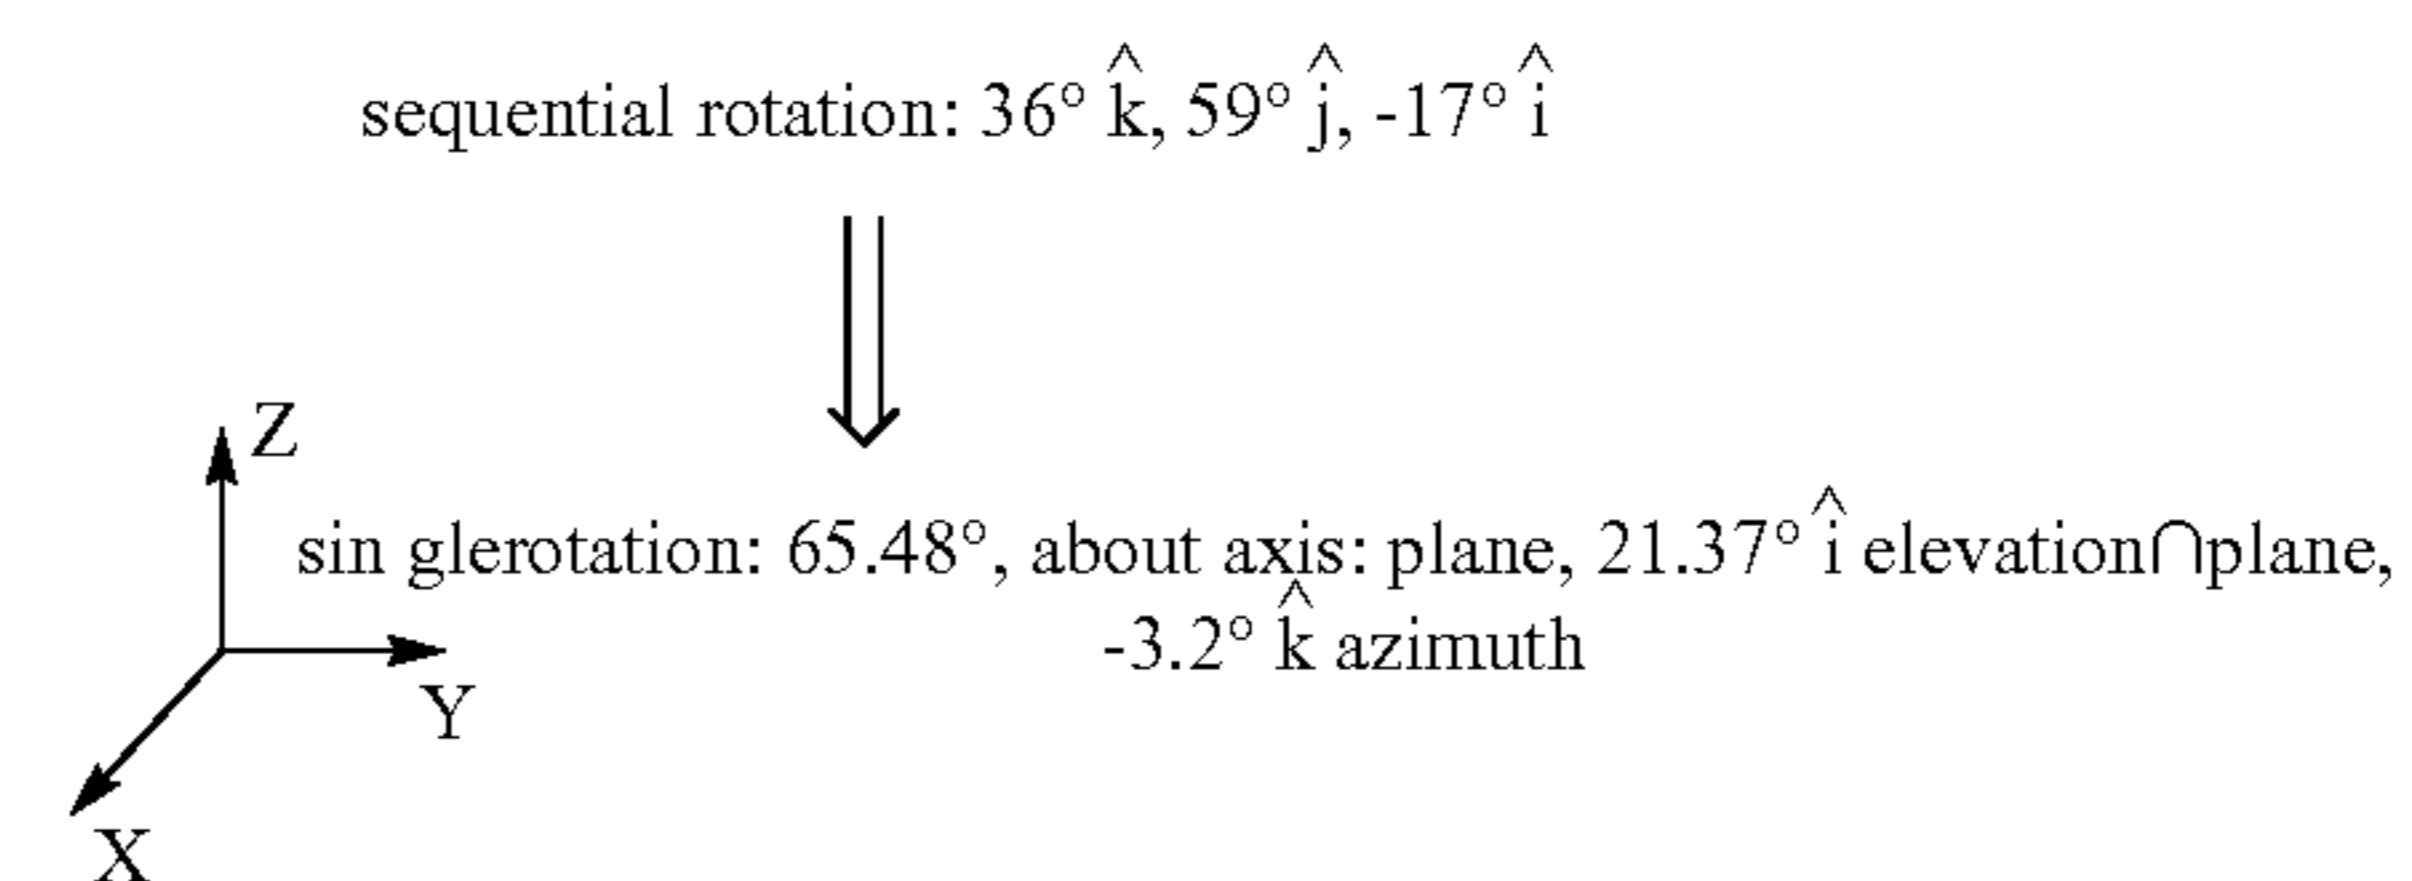 sequential rotation: 36° k̂, 59° ĵ, -17° î
Z
sin glerotation: 65.48°, about axis: plane, 21.37° î elevation∩plane,
-3.2° k̂ azimuth
Y
X